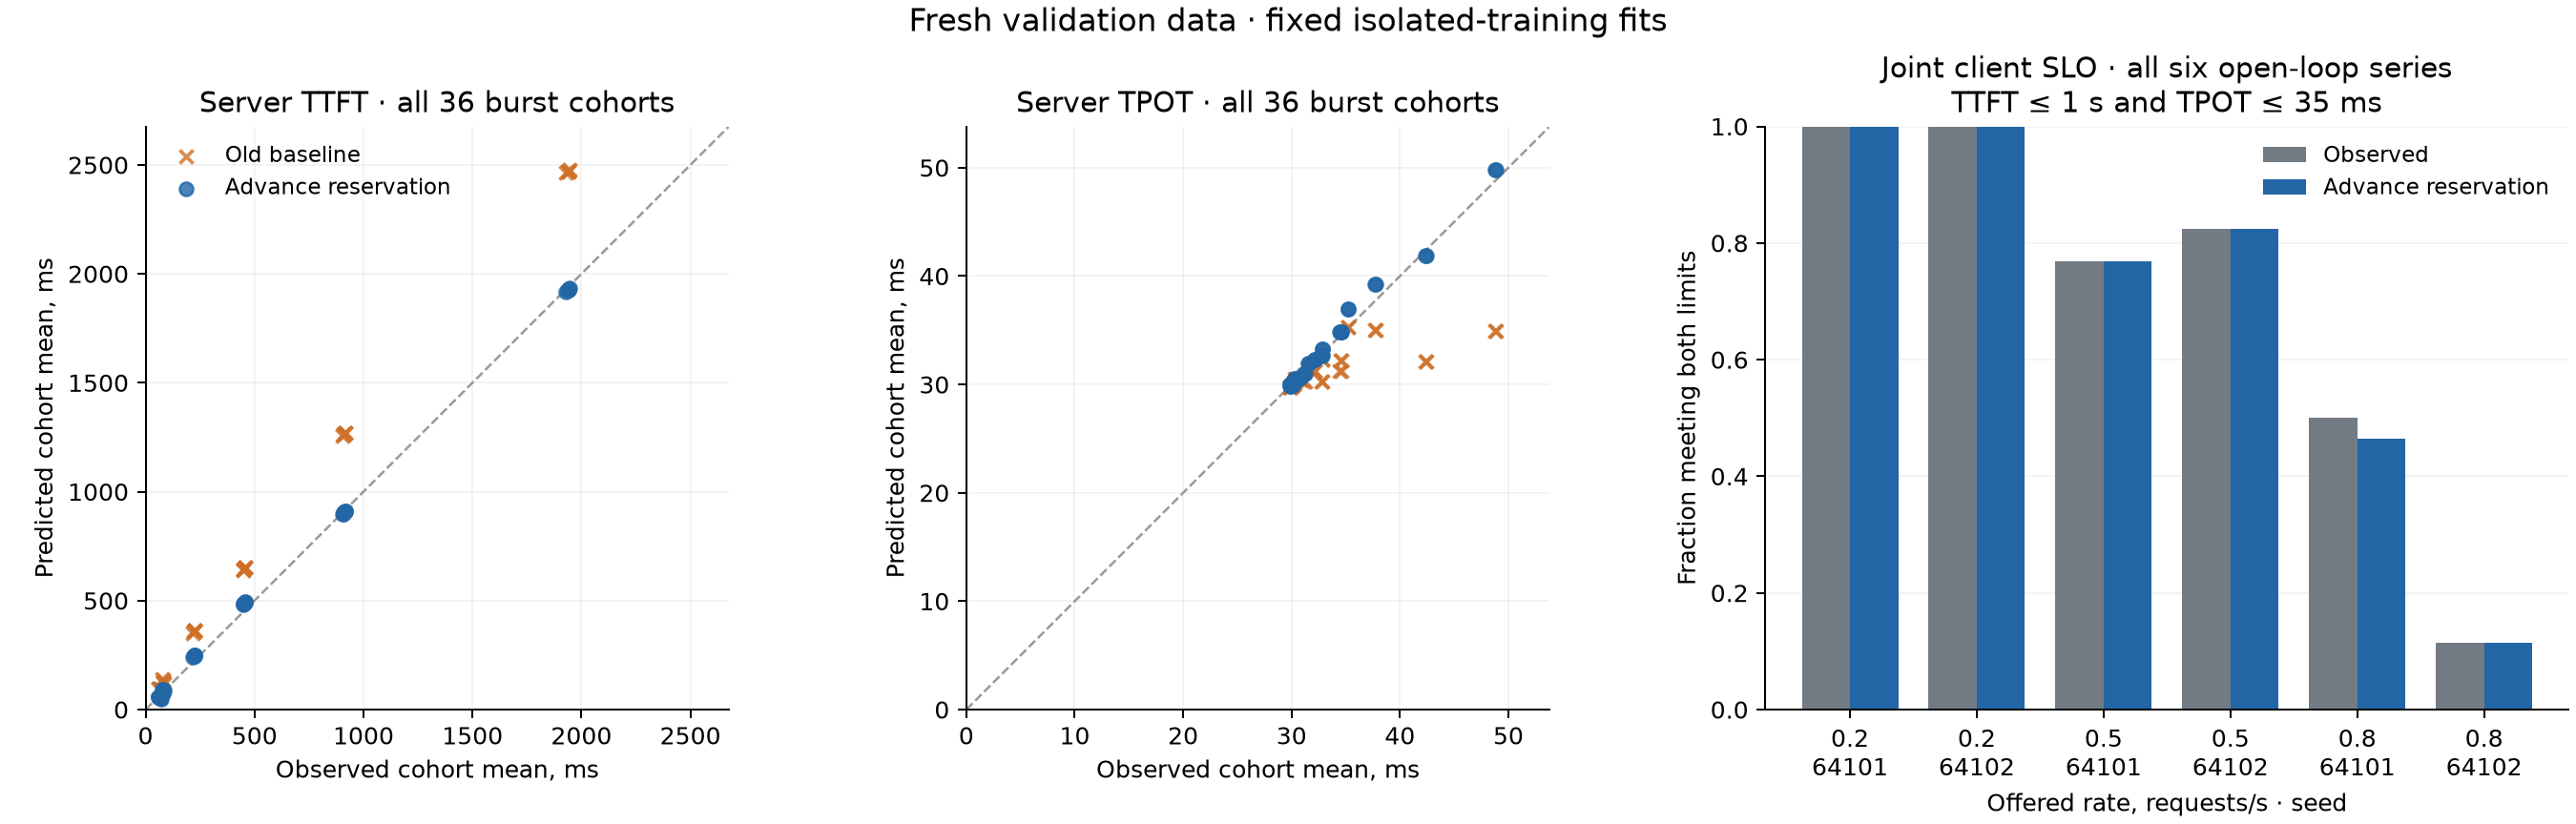 Fresh validation data · fixed isolated-training fits
Server TTFT · all 36 burst cohorts
Old baseline
Advance reservation
Predicted cohort mean, ms
2500
2000
1500
1000
500
0
0 500 1000 1500 2000 2500
Observed cohort mean, ms
Server TPOT · all 36 burst cohorts
Predicted cohort mean, ms
50
40
30
20
10
0
0 10 20 30 40 50
Observed cohort mean, ms
Joint client SLO · all six open-loop series
TTFT ≤ 1 s and TPOT ≤ 35 ms
Observed
Advance reservation
Fraction meeting both limits
1.0
0.8
0.6
0.4
0.2
0.0
0.2 0.2 0.5 0.5 0.8 0.8
64101 64102 64101 64102 64101 64102
Offered rate, requests/s · seed